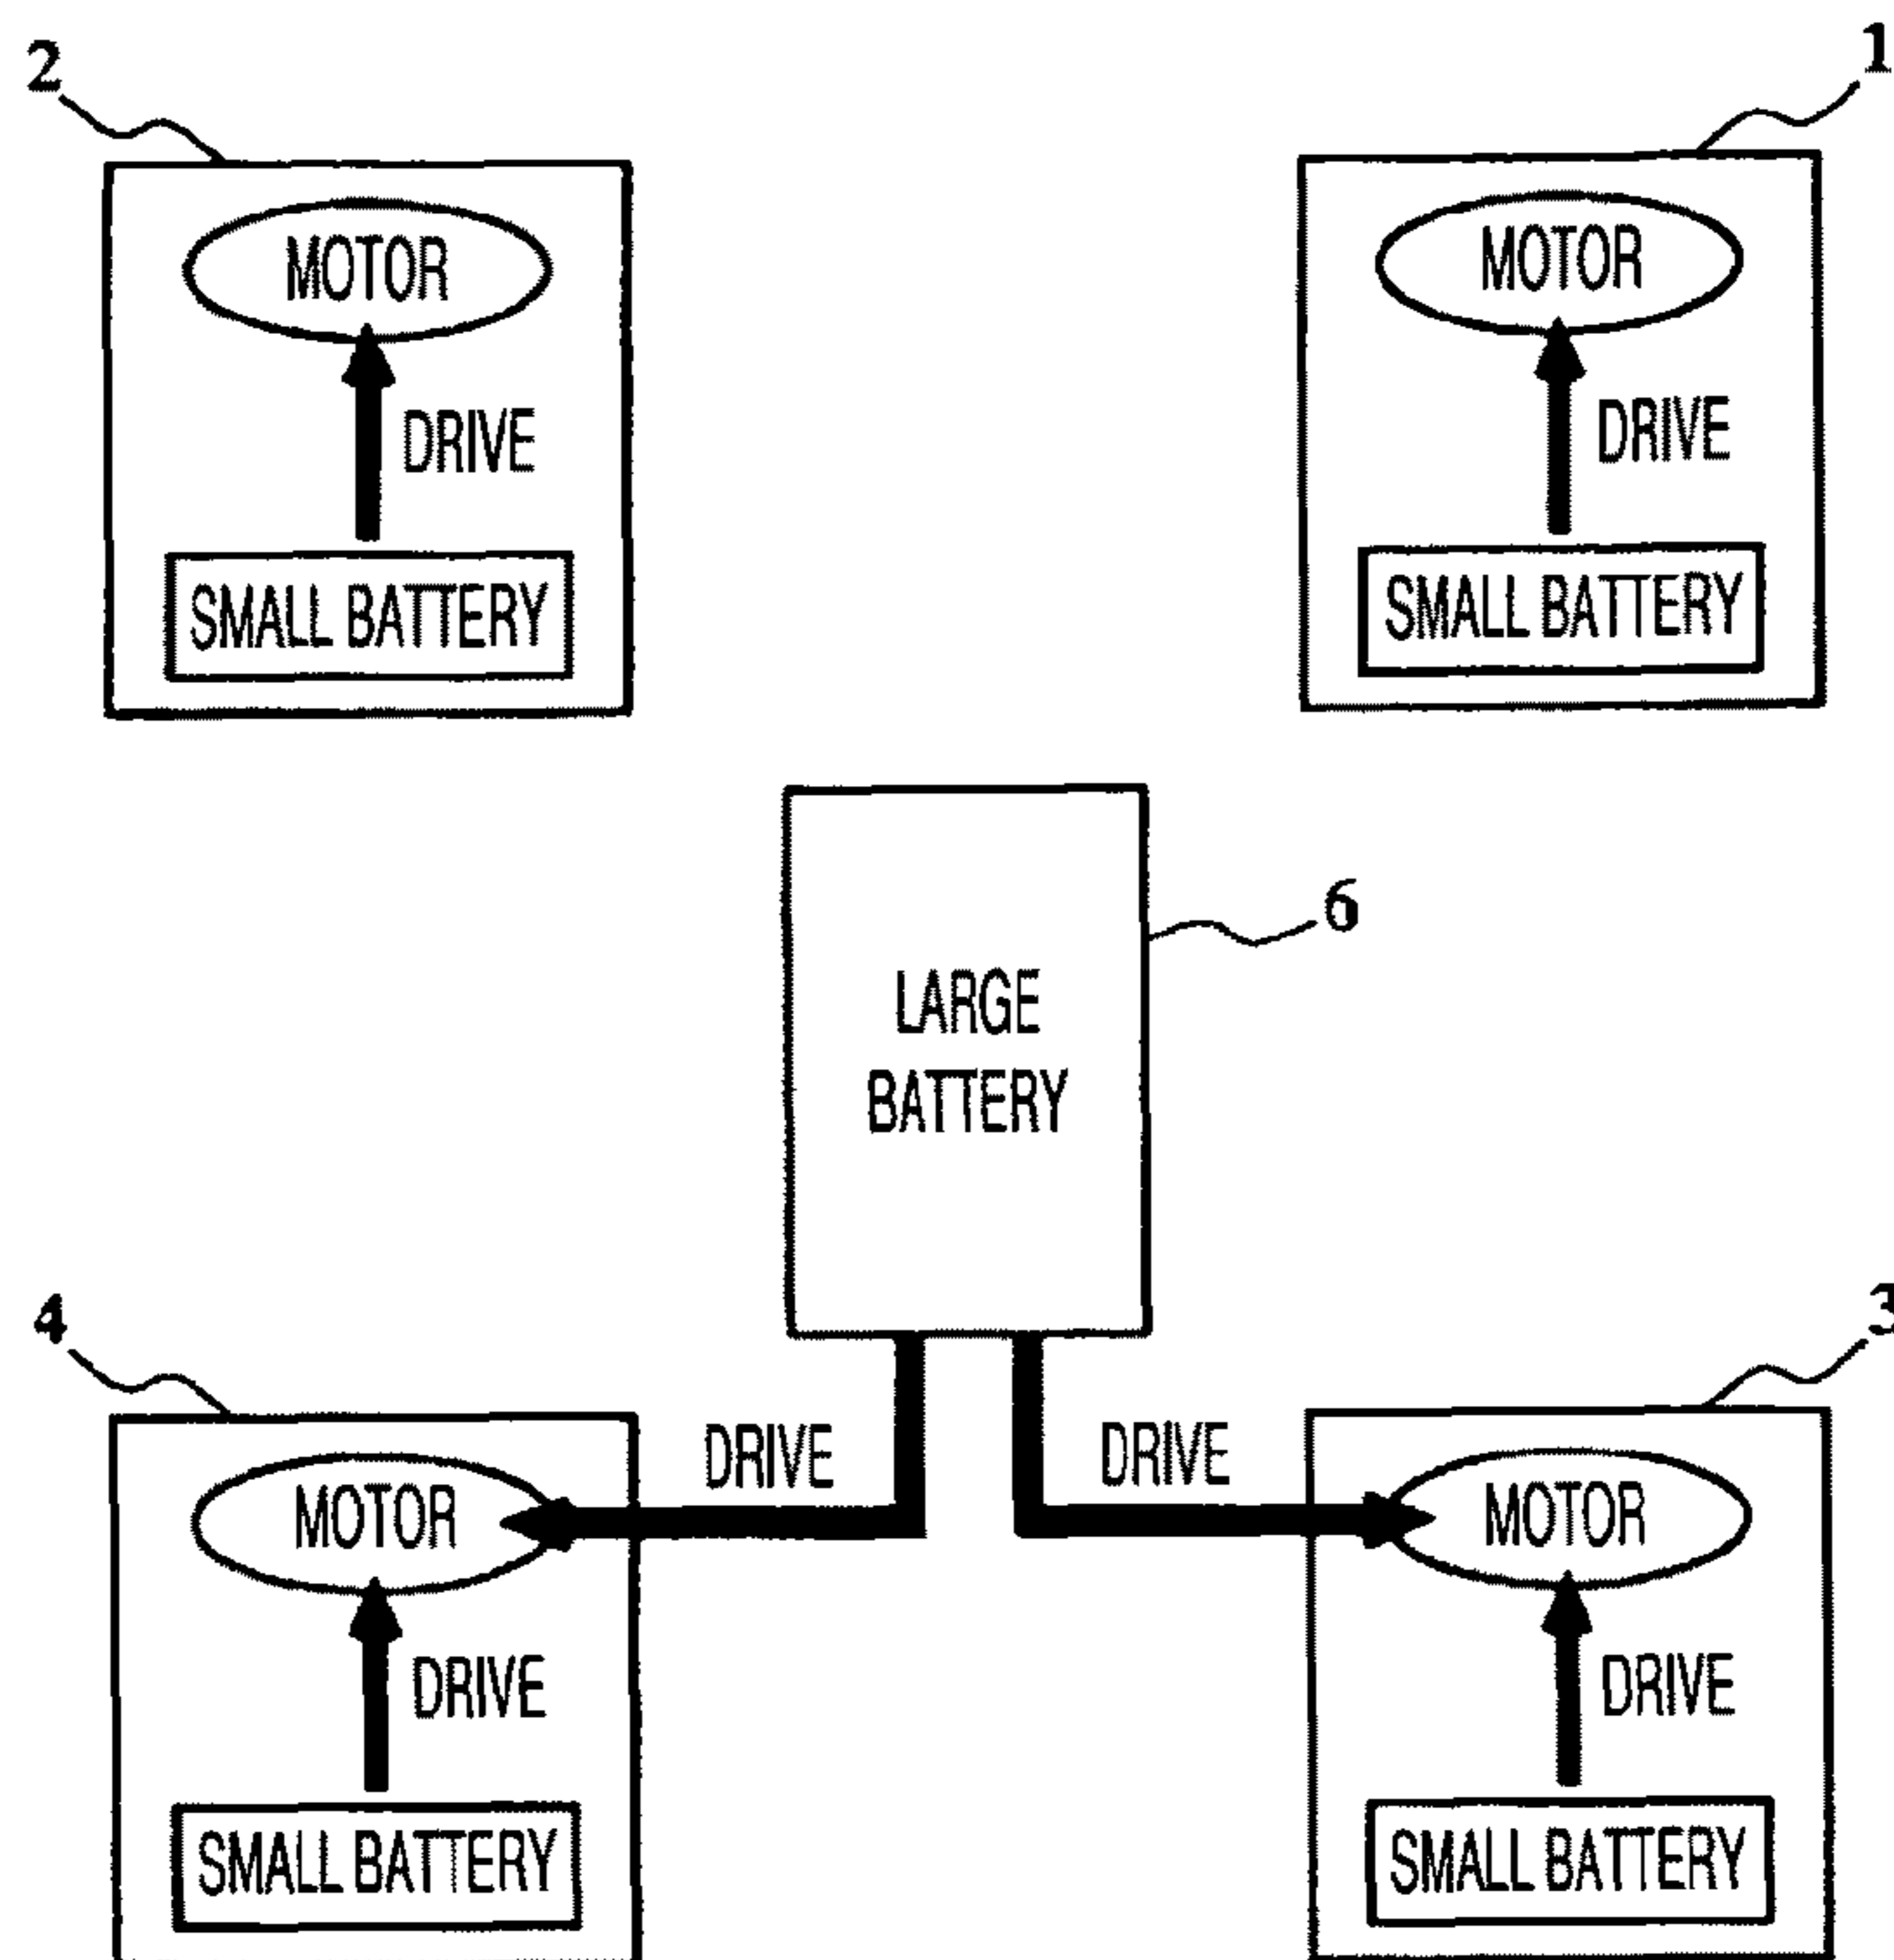 2
1
MOTOR
MOTOR
DRIVE
DRIVE
SMALL BATTERY
SMALL BATTERY
6
LARGE
BATTERY
4
3
DRIVE
DRIVE
MOTOR
MOTOR
DRIVE
DRIVE
SMALL BATTERY
SMALL BATTERY